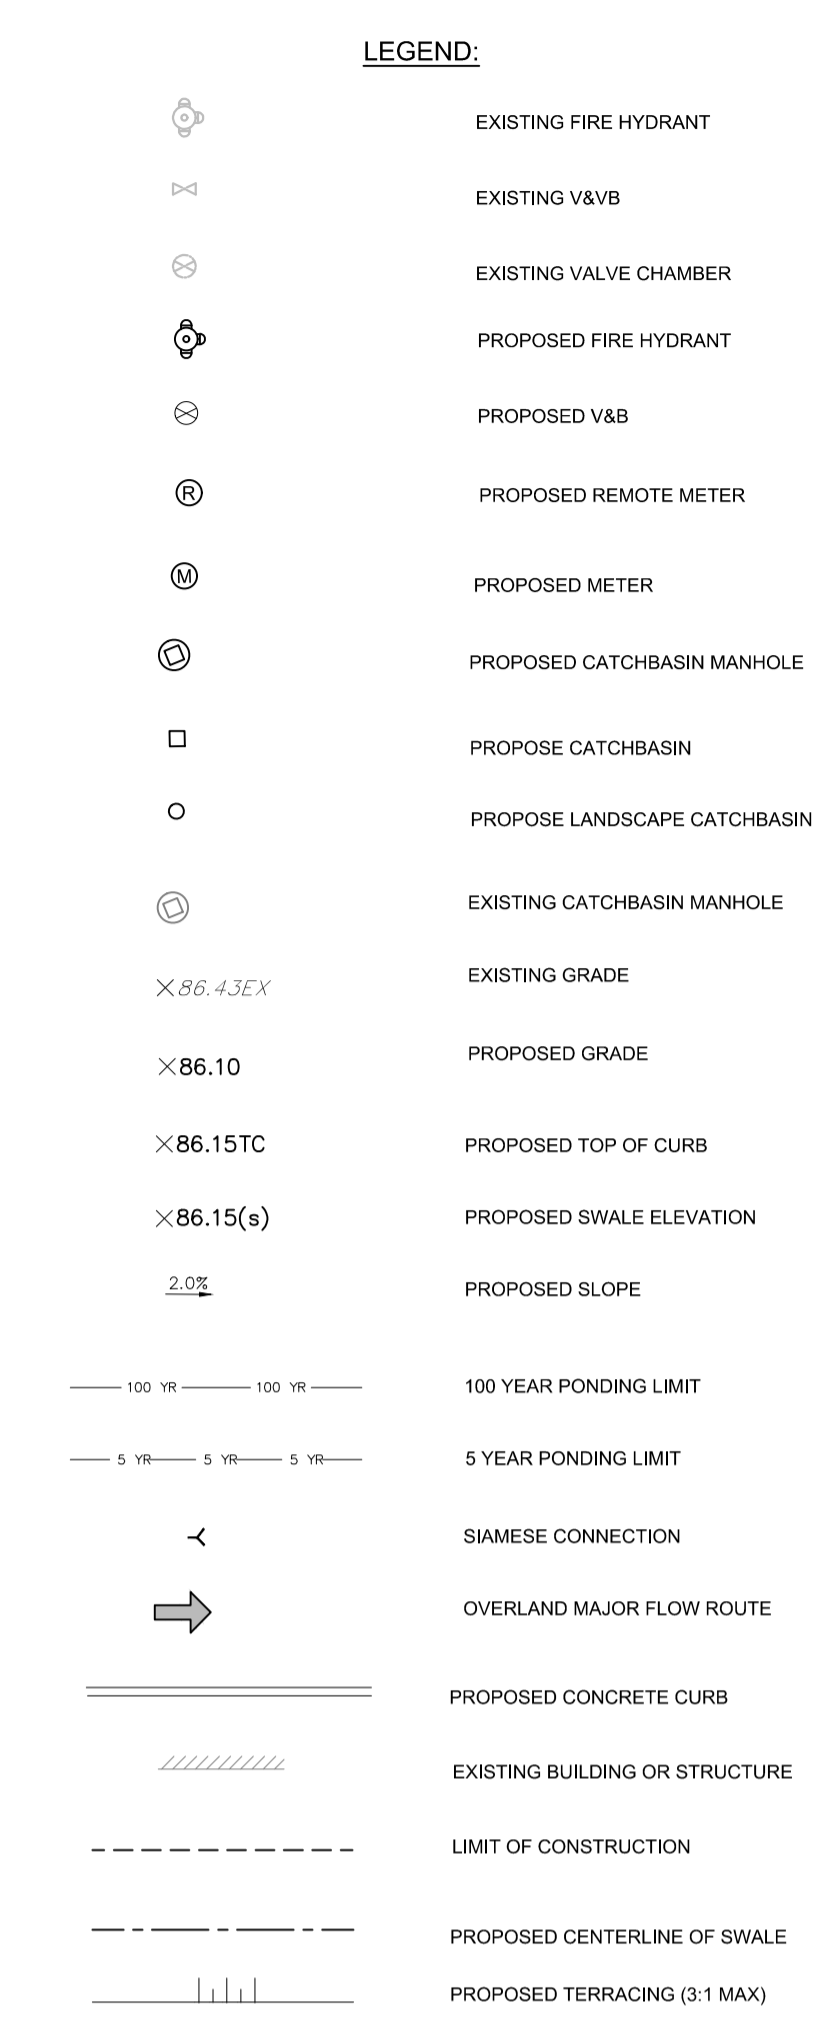 LEGEND:
EXISTING FIRE HYDRANT
EXISTING V&VB
EXISTING VALVE CHAMBER
PROPOSED FIRE HYDRANT
PROPOSED V&B
R PROPOSED REMOTE METER
M PROPOSED METER
PROPOSED CATCHBASIN MANHOLE
PROPOSE CATCHBASIN
PROPOSE LANDSCAPE CATCHBASIN
EXISTING CATCHBASIN MANHOLE
86.43EX EXISTING GRADE
86.10 PROPOSED GRADE
86.15TC PROPOSED TOP OF CURB
86.15(s) PROPOSED SWALE ELEVATION
2.0% PROPOSED SLOPE
100 YR 100 YR 100 YEAR PONDING LIMIT
5 YR 5 YR 5 YR 5 YEAR PONDING LIMIT
SIAMESE CONNECTION
OVERLAND MAJOR FLOW ROUTE
PROPOSED CONCRETE CURB
EXISTING BUILDING OR STRUCTURE
LIMIT OF CONSTRUCTION
PROPOSED CENTERLINE OF SWALE
PROPOSED TERRACING (3:1 MAX)